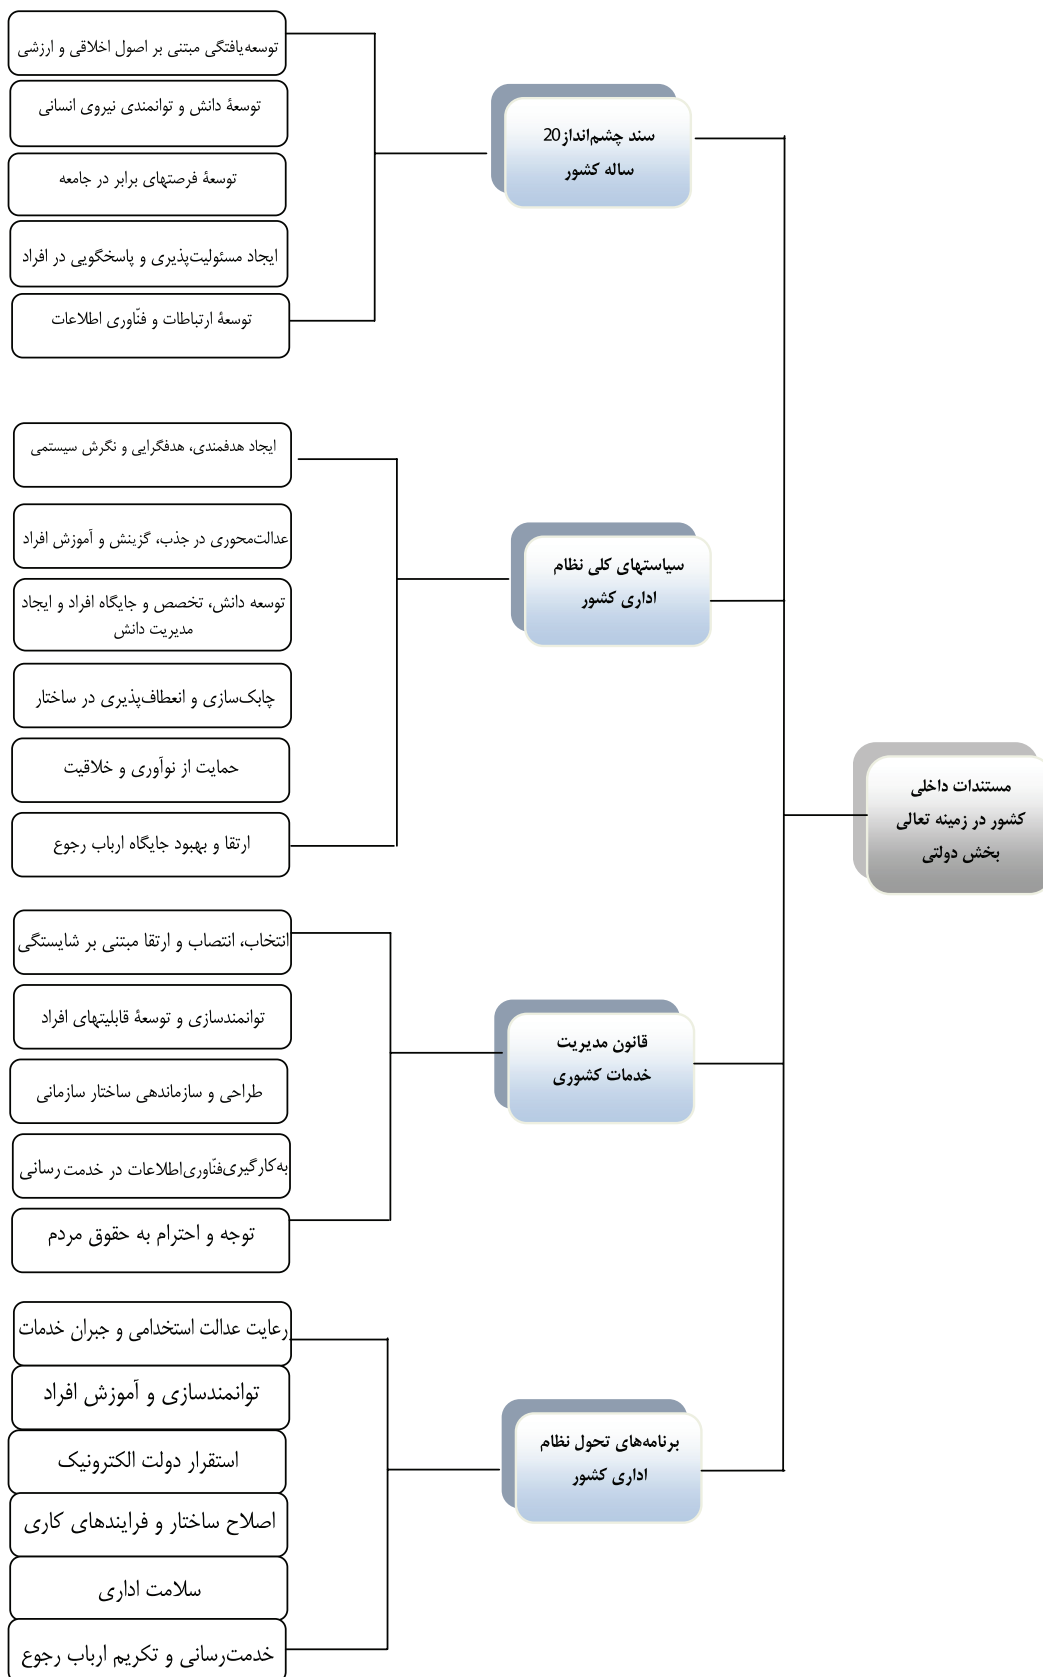 مستندات داخلی
کشور در زمینه تعالی
بخش دولتی
سند چشم‌انداز20
ساله کشور
توسعه‌یافتگی مبتنی بر اصول اخلاقی و ارزشی
توسعهٔ دانش و توانمندی نیروی انسانی
توسعهٔ فرصتهای برابر در جامعه
ایجاد مسئولیت‌پذیری و پاسخگویی در افراد
توسعهٔ ارتباطات و فنّاوری اطلاعات
سیاستهای کلی نظام
اداری کشور
ایجاد هدفمندی، هدفگرایی و نگرش سیستمی
عدالت‌محوری در جذب، گزینش و آموزش افراد
توسعه دانش، تخصص و جایگاه افراد و ایجاد
مدیریت دانش
چابک‌سازی و انعطاف‌پذیری در ساختار
حمایت از نوآوری و خلاقیت
ارتقا و بهبود جایگاه ارباب رجوع
قانون مدیریت
خدمات کشوری
انتخاب، انتصاب و ارتقا مبتنی بر شایستگی
توانمندسازی و توسعهٔ قابلیتهای افراد
طراحی و سازماندهی ساختار سازمانی
به‌کارگیری‌فنّاوری‌اطلاعات در خدمت رسانی
توجه و احترام به حقوق مردم
برنامه‌های تحول نظام
اداری کشور
رعایت عدالت استخدامی و جبران خدمات
توانمندسازی و آموزش افراد
استقرار دولت الکترونیک
اصلاح ساختار و فرایندهای کاری
سلامت اداری
خدمت‌رسانی و تکریم ارباب رجوع